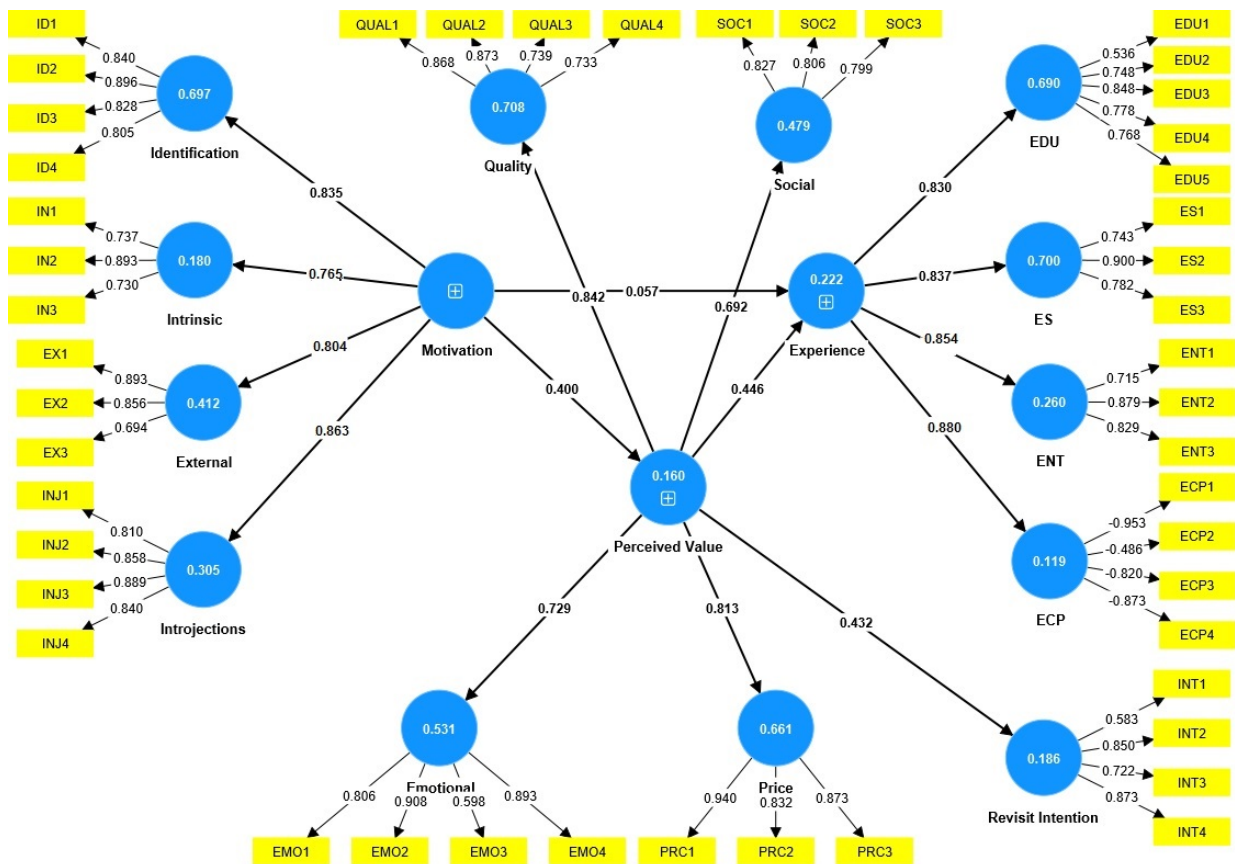 ID1
ID2
ID3
ID4
0.840
0.896
0.828
0.805
0.697
Identification
QUAL1
QUAL2
QUAL3
QUAL4
0.868
0.873
0.739
0.733
0.708
Quality
SOC1
SOC2
SOC3
0.827
0.806
0.799
0.479
Social
EDU1
EDU2
EDU3
EDU4
EDU5
0.536
0.748
0.848
0.778
0.768
0.690
EDU
0.835
0.830
IN1
IN2
IN3
0.737
0.893
0.730
0.180
Intrinsic
0.765
Motivation
0.057
0.842
0.692
0.222
Experience
0.837
0.700
ES
0.743
0.900
0.782
ES1
ES2
ES3
EX1
EX2
EX3
0.893
0.856
0.694
0.412
External
0.804
0.863
0.400
0.446
0.854
0.880
0.260
ENT
0.715
0.879
0.829
ENT1
ENT2
ENT3
INJ1
INJ2
INJ3
INJ4
0.810
0.858
0.889
0.840
0.305
Introjections
0.160
Perceived Value
0.119
ECP
-0.953
-0.486
-0.820
-0.873
ECP1
ECP2
ECP3
ECP4
0.729
0.813
0.432
0.531
Emotional
0.806
0.908
0.598
0.893
EMO1
EMO2
EMO3
EMO4
0.661
Price
0.940
0.832
0.873
PRC1
PRC2
PRC3
0.186
Revisit Intention
0.583
0.850
0.722
0.873
INT1
INT2
INT3
INT4